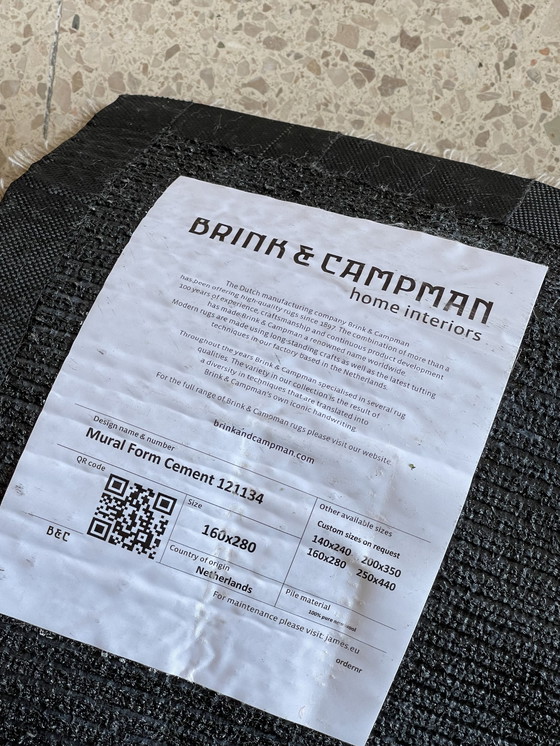 BRINK & CAMPMAN
home interiors
The Dutch manufacturing company Brink & Campman
has been offering high-quality rugs since 1897. The combination of more than a
100 years of experience, craftsmanship and continuous product development
has made Brink & Campman a renowned name worldwide.
Modern rugs are made using long-standing crafts as well as the latest tufting
techniques in our factory based in the Netherlands.
Throughout the years Brink & Campman specialised in several rug
qualities. The variety in our collection is the result of
a diversity in techniques that are translated into
Brink & Campman's own iconic handwriting.
For the full range of Brink & Campman rugs please visit our website.
brinkandcampman.com
Design name & number
Mural Form Cement 121134
QR code
Size
160x280
Other available sizes
Custom sizes on request
140x240 200x350
160x280 250x440
Country of origin
Netherlands
Pile material
100% pure new wool
B&C
For maintenance please visit: james.eu
ordernr